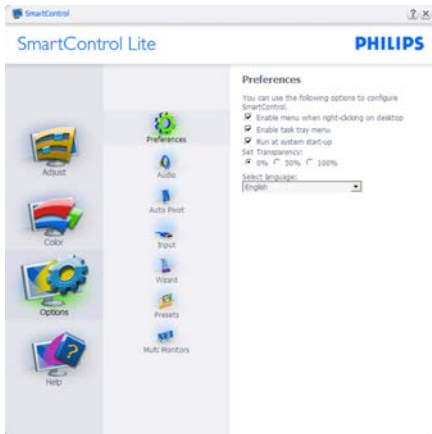 SmartControl
SmartControl Lite
PHILIPS
Adjust
Color
Options
Help
Preferences
Audio
Auto Pivot
Input
Wizard
Presets
Multi Monitors
Preferences
You can use the following options to configure
SmartControl.
Enable menu when right-clicking on desktop
Enable task tray menu
Run at system start-up
Set Transparency:
0% 50% 100%
Select language:
English